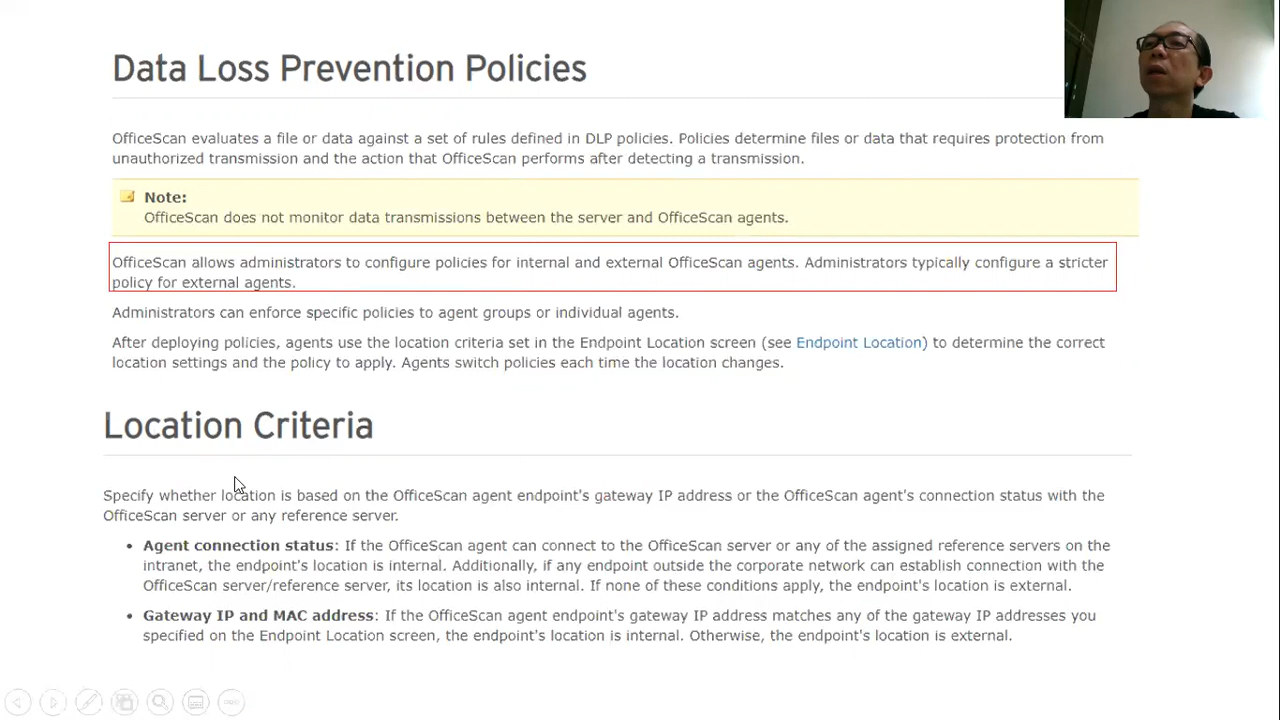 Data Loss Prevention Policies
OfficeScan evaluates a file or data against a set of rules defined in DLP policies. Policies determine files or data that requires protection from
unauthorized transmission and the action that OfficeScan performs after detecting a transmission.
Note:
OfficeScan does not monitor data transmissions between the server and OfficeScan agents.
OfficeScan allows administrators to configure policies for internal and external OfficeScan agents. Administrators typically configure a stricter
policy for external agents.
Administrators can enforce specific policies to agent groups or individual agents.
After deploying policies, agents use the location criteria set in the Endpoint Location screen (see Endpoint Location) to determine the correct
location settings and the policy to apply. Agents switch policies each time the location changes.
Location Criteria
Specify whether location is based on the OfficeScan agent endpoint's gateway IP address or the OfficeScan agent's connection status with the
OfficeScan server or any reference server.
• Agent connection status: If the OfficeScan agent can connect to the OfficeScan server or any of the assigned reference servers on the
intranet, the endpoint's location is internal. Additionally, if any endpoint outside the corporate network can establish connection with the
OfficeScan server/reference server, its location is also internal. If none of these conditions apply, the endpoint's location is external.
• Gateway IP and MAC address: If the OfficeScan agent endpoint's gateway IP address matches any of the gateway IP addresses you
specified on the Endpoint Location screen, the endpoint's location is internal. Otherwise, the endpoint's location is external.